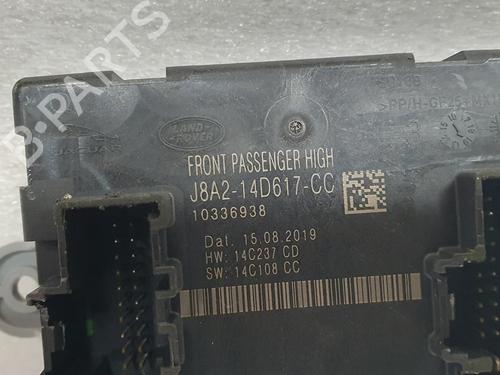 B-PARTS
JAGUAR
LAND ROVER
FRONT PASSENGER HIGH
J8A2-14D617-CC
10336938
Dat. 15.08.2019
HW: 14C237 CD
SW: 14C108 CC